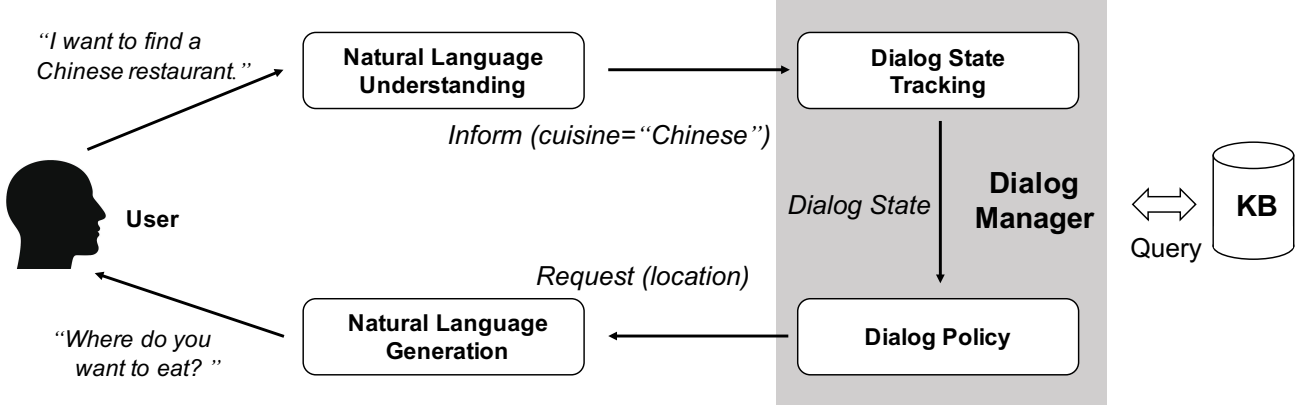 “I want to find a
Chinese restaurant.”
Natural Language
Understanding
Dialog State
Tracking
Inform (cuisine=“Chinese”)
User
Dialog State
Dialog
Manager
KB
Query
Request (location)
“Where do you
want to eat? ”
Natural Language
Generation
Dialog Policy